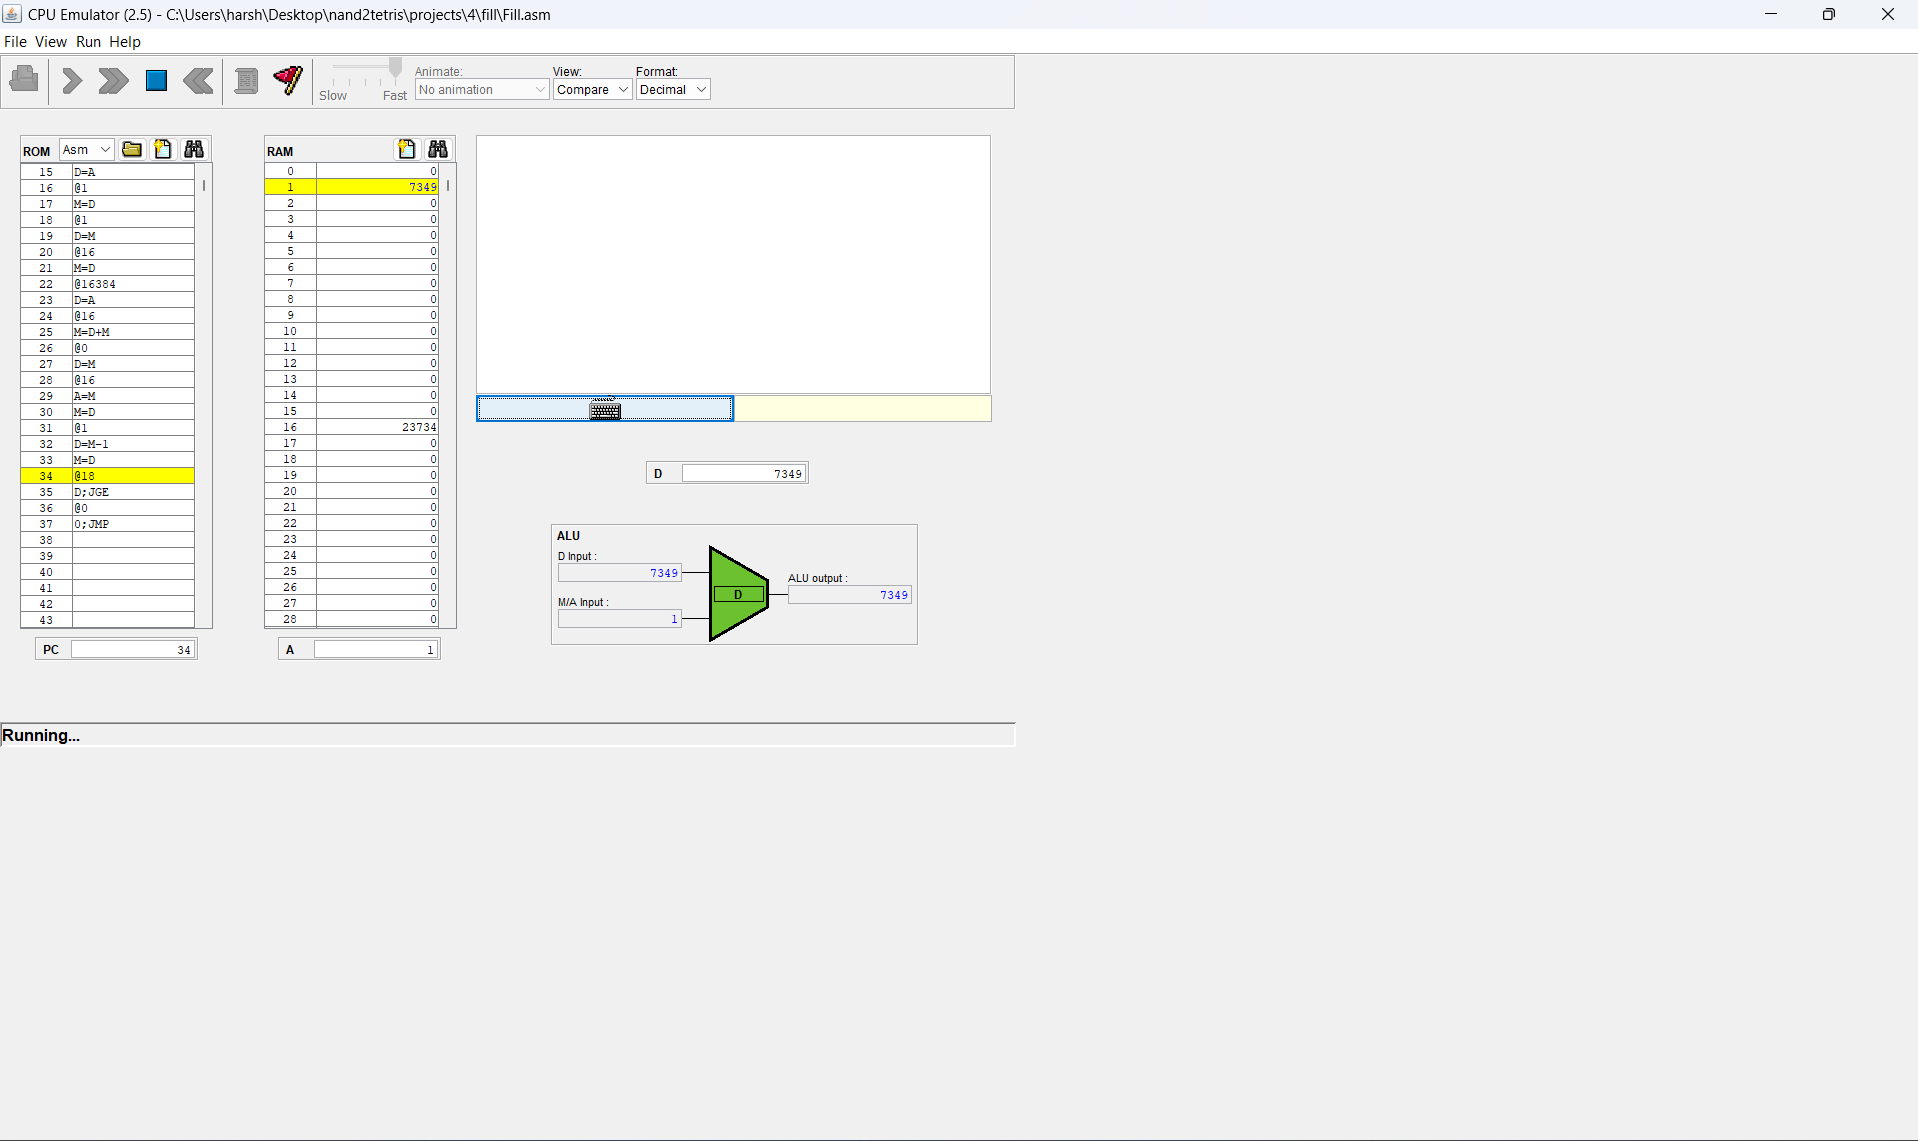 CPU Emulator (2.5) - C:\Users\harsh\Desktop\nand2tetris\projects\4\fill\Fill.asm
File View Run Help
Slow Fast
Animate:
No animation
View:
Compare
Format:
Decimal
ROM Asm
15 D=A
16 @1
17 M=D
18 @1
19 D=M
20 @16
21 M=D
22 @16384
23 D=A
24 @16
25 M=D+M
26 @0
27 D=M
28 @16
29 A=M
30 M=D
31 @1
32 D=M-1
33 M=D
34 @18
35 D;JGE
36 @0
37 0;JMP
38
39
40
41
42
43
PC 34
RAM
0 0
1 7349
2 0
3 0
4 0
5 0
6 0
7 0
8 0
9 0
10 0
11 0
12 0
13 0
14 0
15 0
16 23734
17 0
18 0
19 0
20 0
21 0
22 0
23 0
24 0
25 0
26 0
27 0
28 0
A 1
D 7349
ALU
D Input :
7349
M/A Input :
1
D
ALU output :
7349
Running...